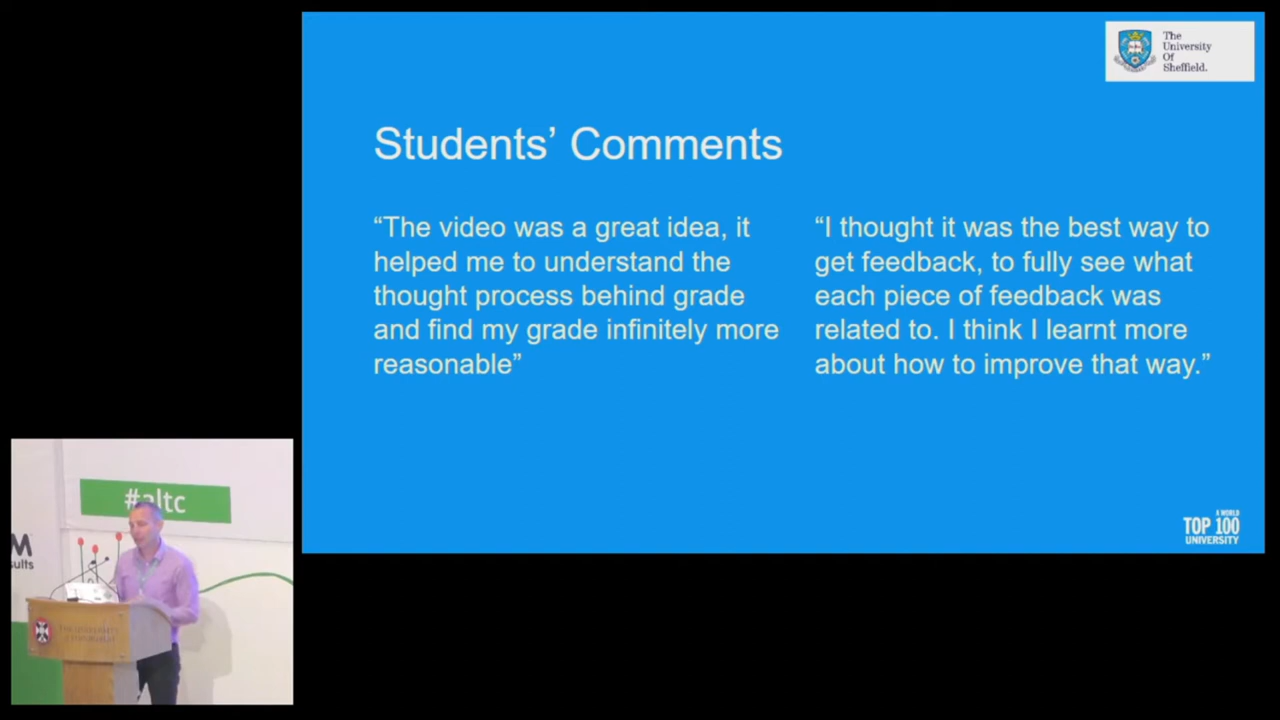 The
University
Of
Sheffield.
Students’ Comments
“The video was a great idea, it
helped me to understand the
thought process behind grade
and find my grade infinitely more
reasonable”
“I thought it was the best way to
get feedback, to fully see what
each piece of feedback was
related to. I think I learnt more
about how to improve that way.”
A WORLD
TOP 100
UNIVERSITY
#altc
THE UNIVERSITY